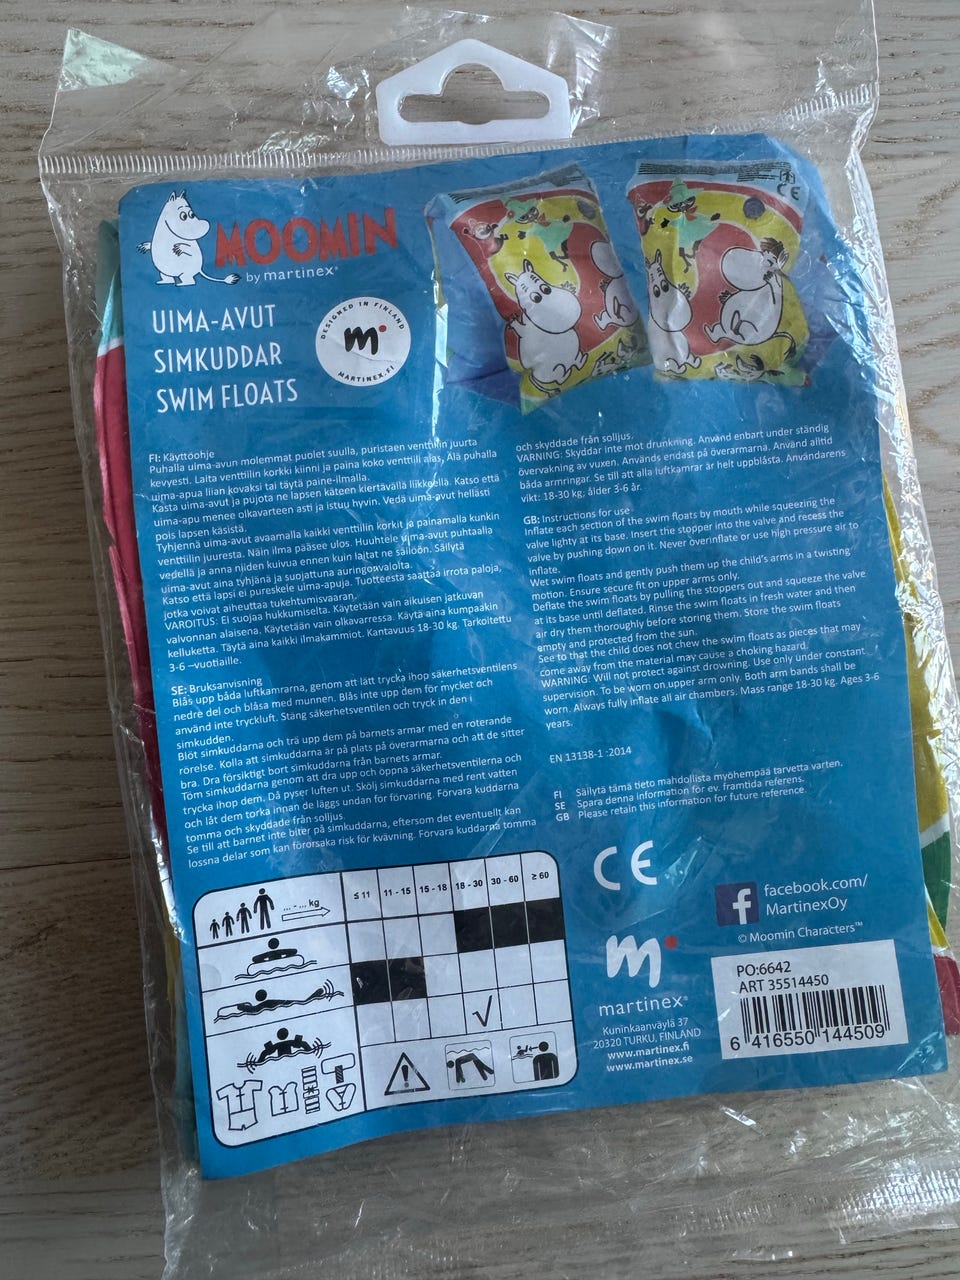 MOOMIN
by martinex®
UIMA-AVUT
SIMKUDDAR
SWIM FLOATS
DESIGNED IN FINLAND
m
MARTINEX.FI
CE
FI: Käyttöohje
Puhalla uima-avun molemmat puolet suulla, puristaen venttiilin juurta
kevyesti. Laita venttiilin korkki kiinni ja paina koko venttiili alas. Älä puhalla
uima-apua liian kovaksi tai täytä paine-ilmalla.
Kasta uima-avut ja pujota ne lapsen käteen kiertävällä liikkeellä. Katso että
uima-apu menee olkavarteen asti ja istuu hyvin. Vedä uima-avut hellästi
pois lapsen käsistä.
Tyhjennä uima-avut avaamalla kaikki venttiilin korkit ja painamalla kunkin
venttiilin juuresta. Näin ilma pääsee ulos. Huuhtele uima-avut puhtaalla
vedellä ja anna niiden kuivua ennen kuin laitat ne säilöön. Säilytä
uima-avut aina tyhjänä ja suojattuna auringonvalolta.
Katso että lapsi ei pureskele uima-apuja. Tuotteesta saattaa irrota paloja,
jotka voivat aiheuttaa tukehtumisvaaran.
VAROITUS: Ei suojaa hukkumiselta. Käytetään vain aikuisen jatkuvan
valvonnan alaisena. Käytetään vain olkavarressa. Käytä aina kumpaakin
kelluketta. Täytä aina kaikki ilmakammiot. Kantavuus 18-30 kg. Tarkoitettu
3-6 –vuotiaille.
SE: Bruksanvisning
Blås upp båda luftkamrarna, genom att lätt trycka ihop säkerhetsventilens
nedre del och blåsa med munnen. Blås inte upp dem för mycket och
använd inte tryckluft. Stäng säkerhetsventilen och tryck in den i
simkudden.
Blöt simkuddarna och trä upp dem på barnets armar med en roterande
rörelse. Kolla att simkuddarna är på plats på överarmarna och att de sitter
bra. Dra försiktigt bort simkuddarna från barnets armar.
Töm simkuddarna genom att dra upp och öppna säkerhetsventilerna och
trycka ihop dem. Då pyser luften ut. Skölj simkuddarna med rent vatten
och låt dem torka innan de läggs undan för förvaring. Förvara kuddarna
tomma och skyddade från solljus.
Se till att barnet inte biter på simkuddarna, eftersom det eventuellt kan
lossna delar som kan förorsaka risk för kvävning. Förvara kuddarna tomma
och skyddade från solljus.
VARNING: Skyddar inte mot drunkning. Använd enbart under ständig
övervakning av vuxen. Används endast på överarmarna. Använd alltid
båda armringar. Se till att alla luftkamrar är helt uppblåsta. Användarens
vikt: 18-30 kg; ålder 3-6 år.
GB: Instructions for use
Inflate each section of the swim floats by mouth while squeezing the
valve lighty at its base. Insert the stopper into the valve and recess the
valve by pushing down on it. Never overinflate or use high pressure air to
inflate.
Wet swim floats and gently push them up the child's arms in a twisting
motion. Ensure secure fit on upper arms only.
Deflate the swim floats by pulling the stoppers out and squeeze the valve
at its base until deflated. Rinse the swim floats in fresh water and then
air dry them thoroughly before storing them. Store the swim floats
empty and protected from the sun.
See to that the child does not chew the swim floats as pieces that may
come away from the material may cause a choking hazard.
WARNING: Will not protect against drowning. Use only under constant
supervision. To be worn on upper arm only. Both arm bands shall be
worn. Always fully inflate all air chambers. Mass range 18-30 kg. Ages 3-6
years.
EN 13138-1 :2014
FI Säilytä tämä tieto mahdollista myöhempää tarvetta varten.
SE Spara denna information för ev. framtida referens.
GB Please retain this information for future reference.
... - ... kg
≤ 11 11 - 15 15 - 18 18 - 30 30 - 60 ≥ 60
CE
facebook.com/
MartinexOy
© Moomin Characters™
m
martinex®
Kuninkaanväylä 37
20320 TURKU, FINLAND
www.martinex.fi
www.martinex.se
PO:6642
ART 35514450
6 416550 144509